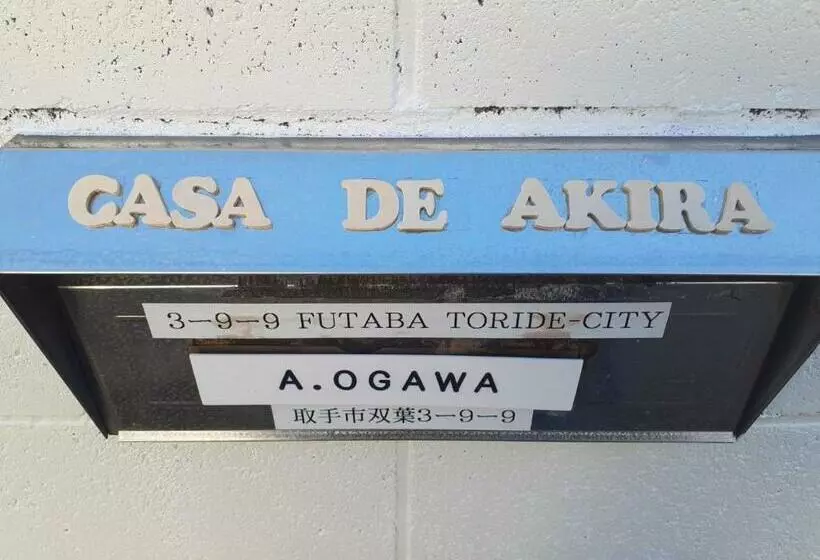 CASA DE AKIRA
3-9-9 FUTABA TORIDE-CITY
A.OGAWA
取手市双葉3-9-9